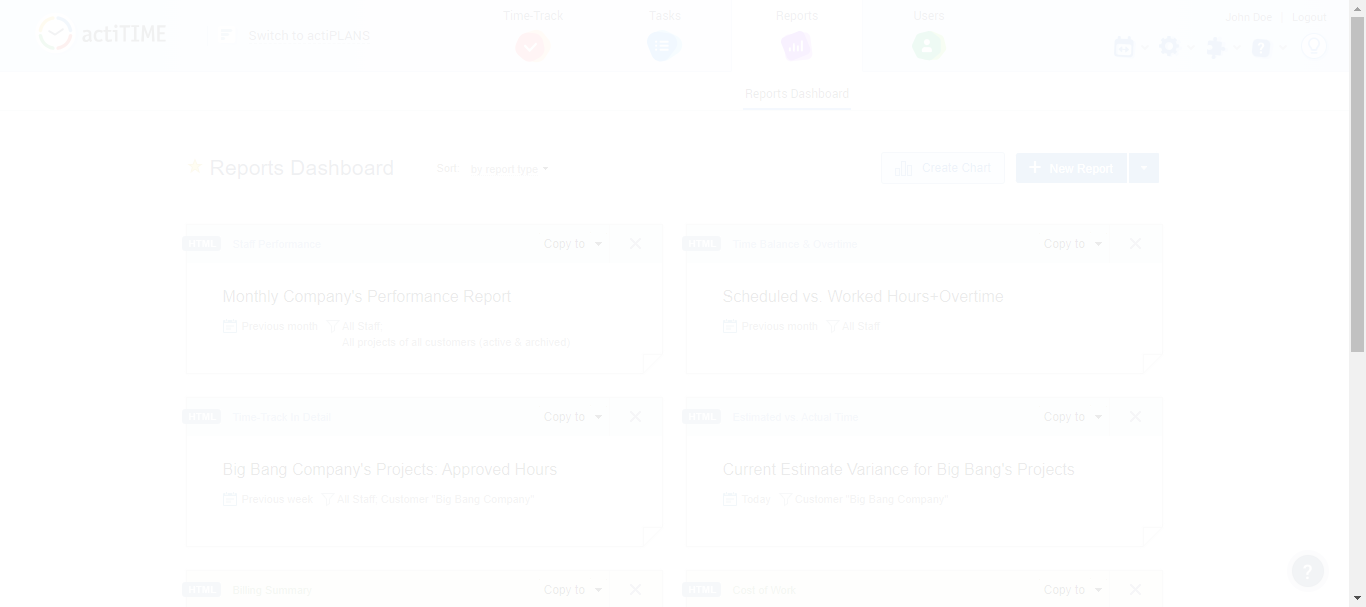 actiTIME
Switch to actiPLANS
Time-Track
Tasks
Reports
Users
John Doe | Logout
Reports Dashboard
Reports Dashboard
Sort by report type
Create Chart
New Report
HTML Staff Performance Copy to
Monthly Company's Performance Report
Previous month All Staff;
All projects of all customers (active & archived)
HTML Time Balance & Overtime Copy to
Scheduled vs. Worked Hours+Overtime
Previous month All Staff
HTML Time-Track in Detail Copy to
Big Bang Company's Projects: Approved Hours
Previous week All Staff; Customer "Big Bang Company"
HTML Estimated vs. Actual Time Copy to
Current Estimate Variance for Big Bang's Projects
Today Customer "Big Bang Company"
HTML Billing Summary Copy to
HTML Cost of Work Copy to
?